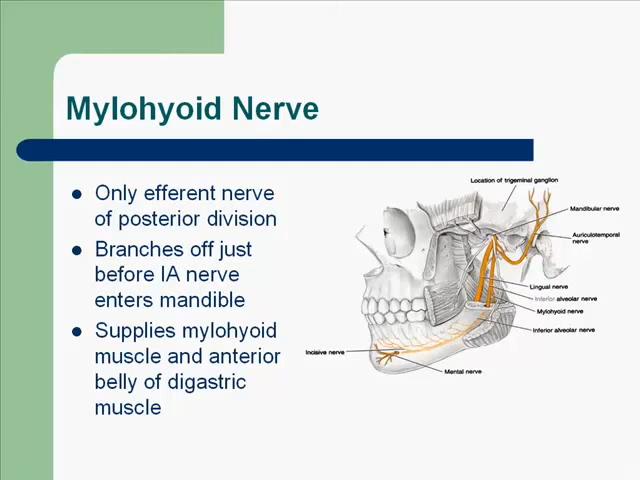 Mylohyoid Nerve
Only efferent nerve
of posterior division
Branches off just
before IA nerve
enters mandible
Supplies mylohyoid
muscle and anterior
belly of digastric
muscle
Location of trigeminal ganglion
Mandibular nerve
Auriculotemporal
nerve
Lingual nerve
Inferior alveolar nerve
Mylohyoid nerve
Inferior alveolar nerve
Incisive nerve
Mental nerve